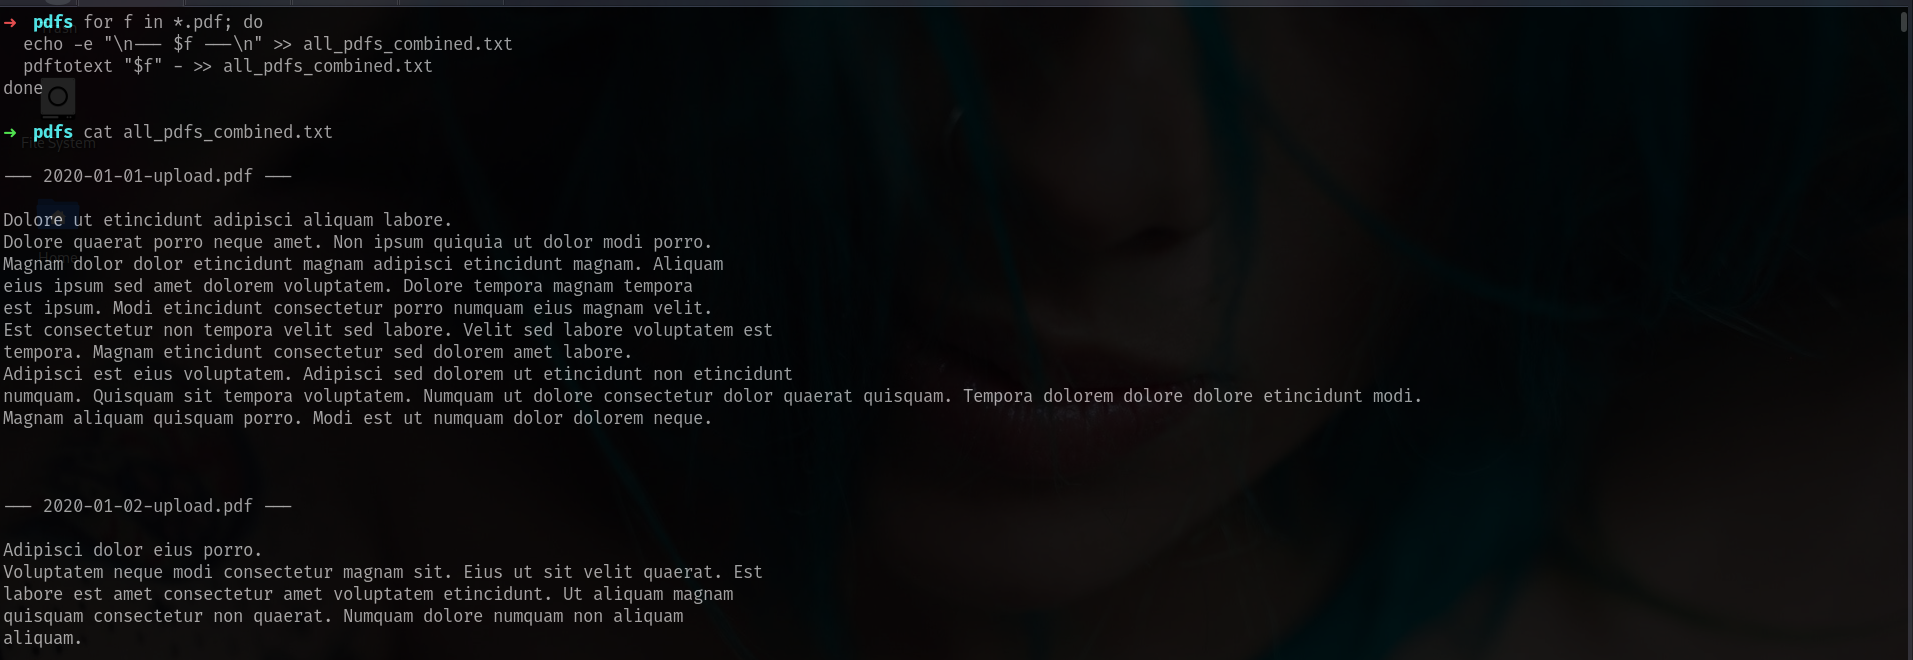 → pdfs for f in *.pdf; do
echo -e "\n--- $f ---\n" >> all_pdfs_combined.txt
pdftotext "$f" - >> all_pdfs_combined.txt
done
→ pdfs cat all_pdfs_combined.txt
File System
--- 2020-01-01-upload.pdf ---
Dolore ut etincidunt adipisci aliquam labore.
Dolore quaerat porro neque amet. Non ipsum quiquia ut dolor modi porro.
Home
Magnam dolor dolor etincidunt magnam adipisci etincidunt magnam. Aliquam
eius ipsum sed amet dolorem voluptatem. Dolore tempora magnam tempora
est ipsum. Modi etincidunt consectetur porro numquam eius magnam velit.
Est consectetur non tempora velit sed labore. Velit sed labore voluptatem est
tempora. Magnam etincidunt consectetur sed dolorem amet labore.
Adipisci est eius voluptatem. Adipisci sed dolorem ut etincidunt non etincidunt
numquam. Quisquam sit tempora voluptatem. Numquam ut dolore consectetur dolor quaerat quisquam. Tempora dolorem dolore dolore etincidunt modi.
Magnam aliquam quisquam porro. Modi est ut numquam dolor dolorem neque.
--- 2020-01-02-upload.pdf ---
Adipisci dolor eius porro.
Voluptatem neque modi consectetur magnam sit. Eius ut sit velit quaerat. Est
labore est amet consectetur amet voluptatem etincidunt. Ut aliquam magnam
quisquam consectetur non quaerat. Numquam dolore numquam non aliquam
aliquam.